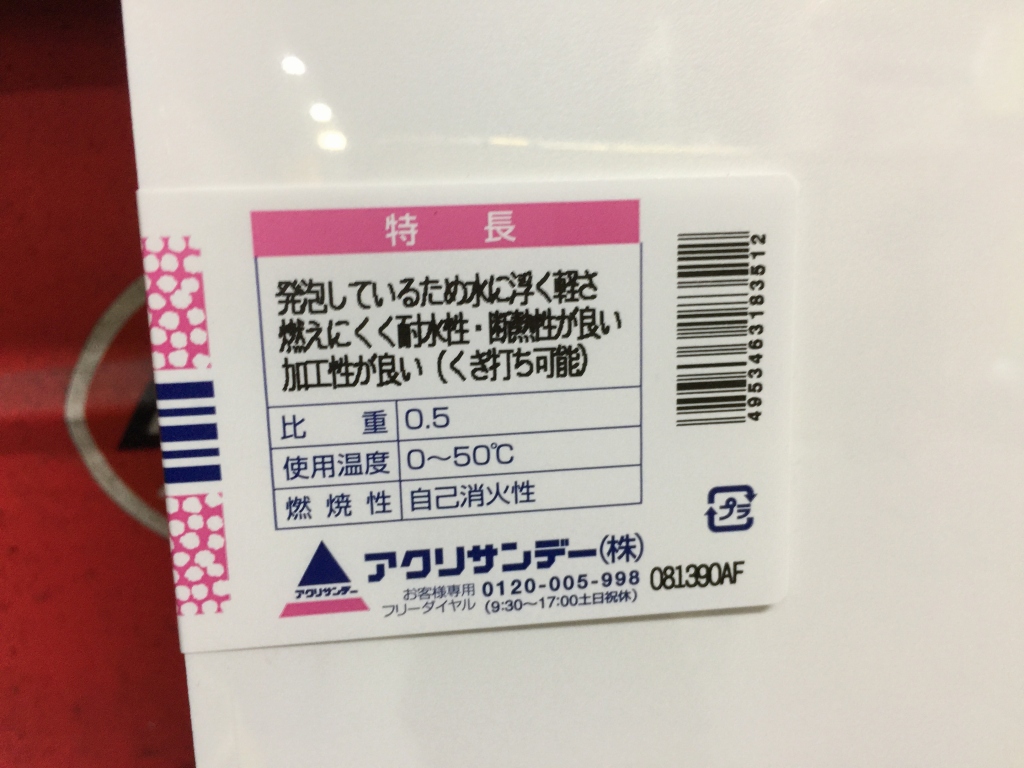 特長
発泡しているため水に浮く軽さ
燃えにくく耐水性・断熱性が良い
加工性が良い（くぎ打ち可能）
比重 0.5
使用温度 0～50℃
燃焼性 自己消火性
アクリサンデー
アクリサンデー(株)
お客様専用フリーダイヤル 0120-005-998
(9:30～17:00土日祝休)
081390AF
プラ
4953463183512